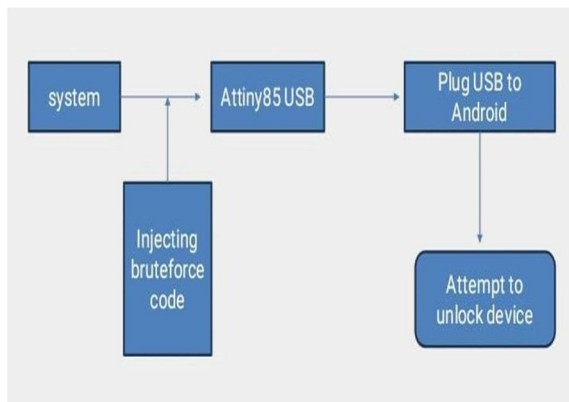 system
Attiny85 USB
Plug USB to
Android
Injecting
bruteforce
code
Attempt to
unlock device